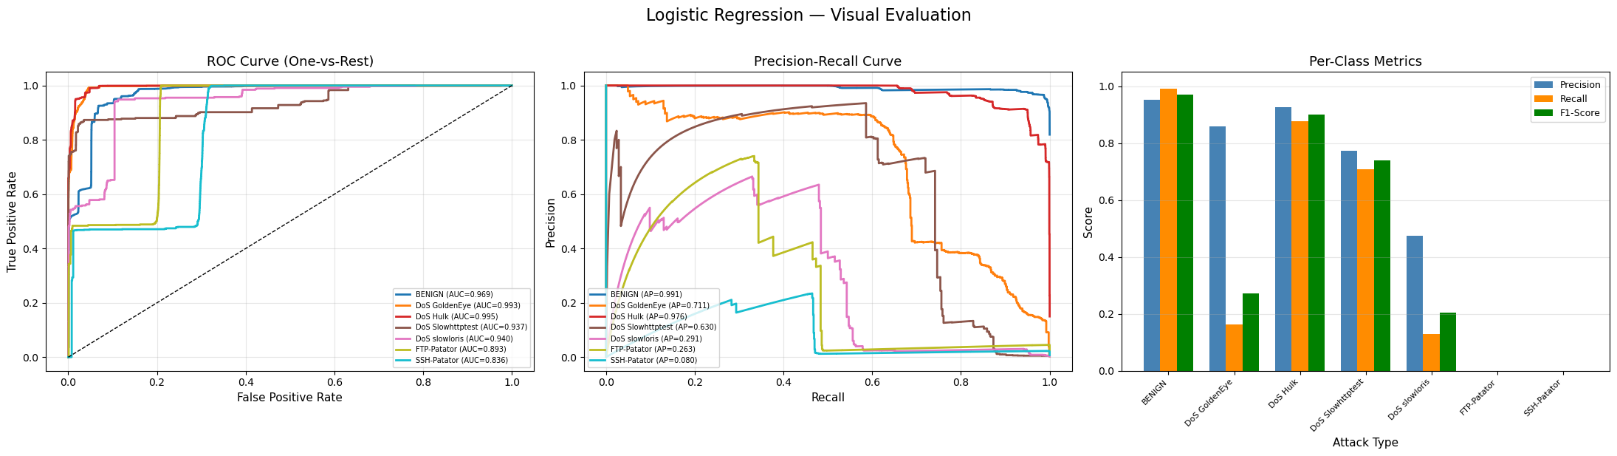 Logistic Regression — Visual Evaluation
ROC Curve (One-vs-Rest)
True Positive Rate
1.0
0.8
0.6
0.4
0.2
0.0
BENIGN (AUC=0.969)
DoS GoldenEye (AUC=0.993)
DoS Hulk (AUC=0.995)
DoS Slowhttptest (AUC=0.937)
DoS slowloris (AUC=0.940)
FTP-Patator (AUC=0.893)
SSH-Patator (AUC=0.836)
0.0 0.2 0.4 0.6 0.8 1.0
False Positive Rate
Precision-Recall Curve
Precision
1.0
0.8
0.6
0.4
0.2
0.0
BENIGN (AP=0.991)
DoS GoldenEye (AP=0.711)
DoS Hulk (AP=0.976)
DoS Slowhttptest (AP=0.630)
DoS slowloris (AP=0.291)
FTP-Patator (AP=0.263)
SSH-Patator (AP=0.080)
0.0 0.2 0.4 0.6 0.8 1.0
Recall
Per-Class Metrics
Score
1.0
0.8
0.6
0.4
0.2
0.0
Precision
Recall
F1-Score
BENIGN
DoS GoldenEye
DoS Hulk
DoS Slowhttptest
DoS slowloris
FTP-Patator
SSH-Patator
Attack Type